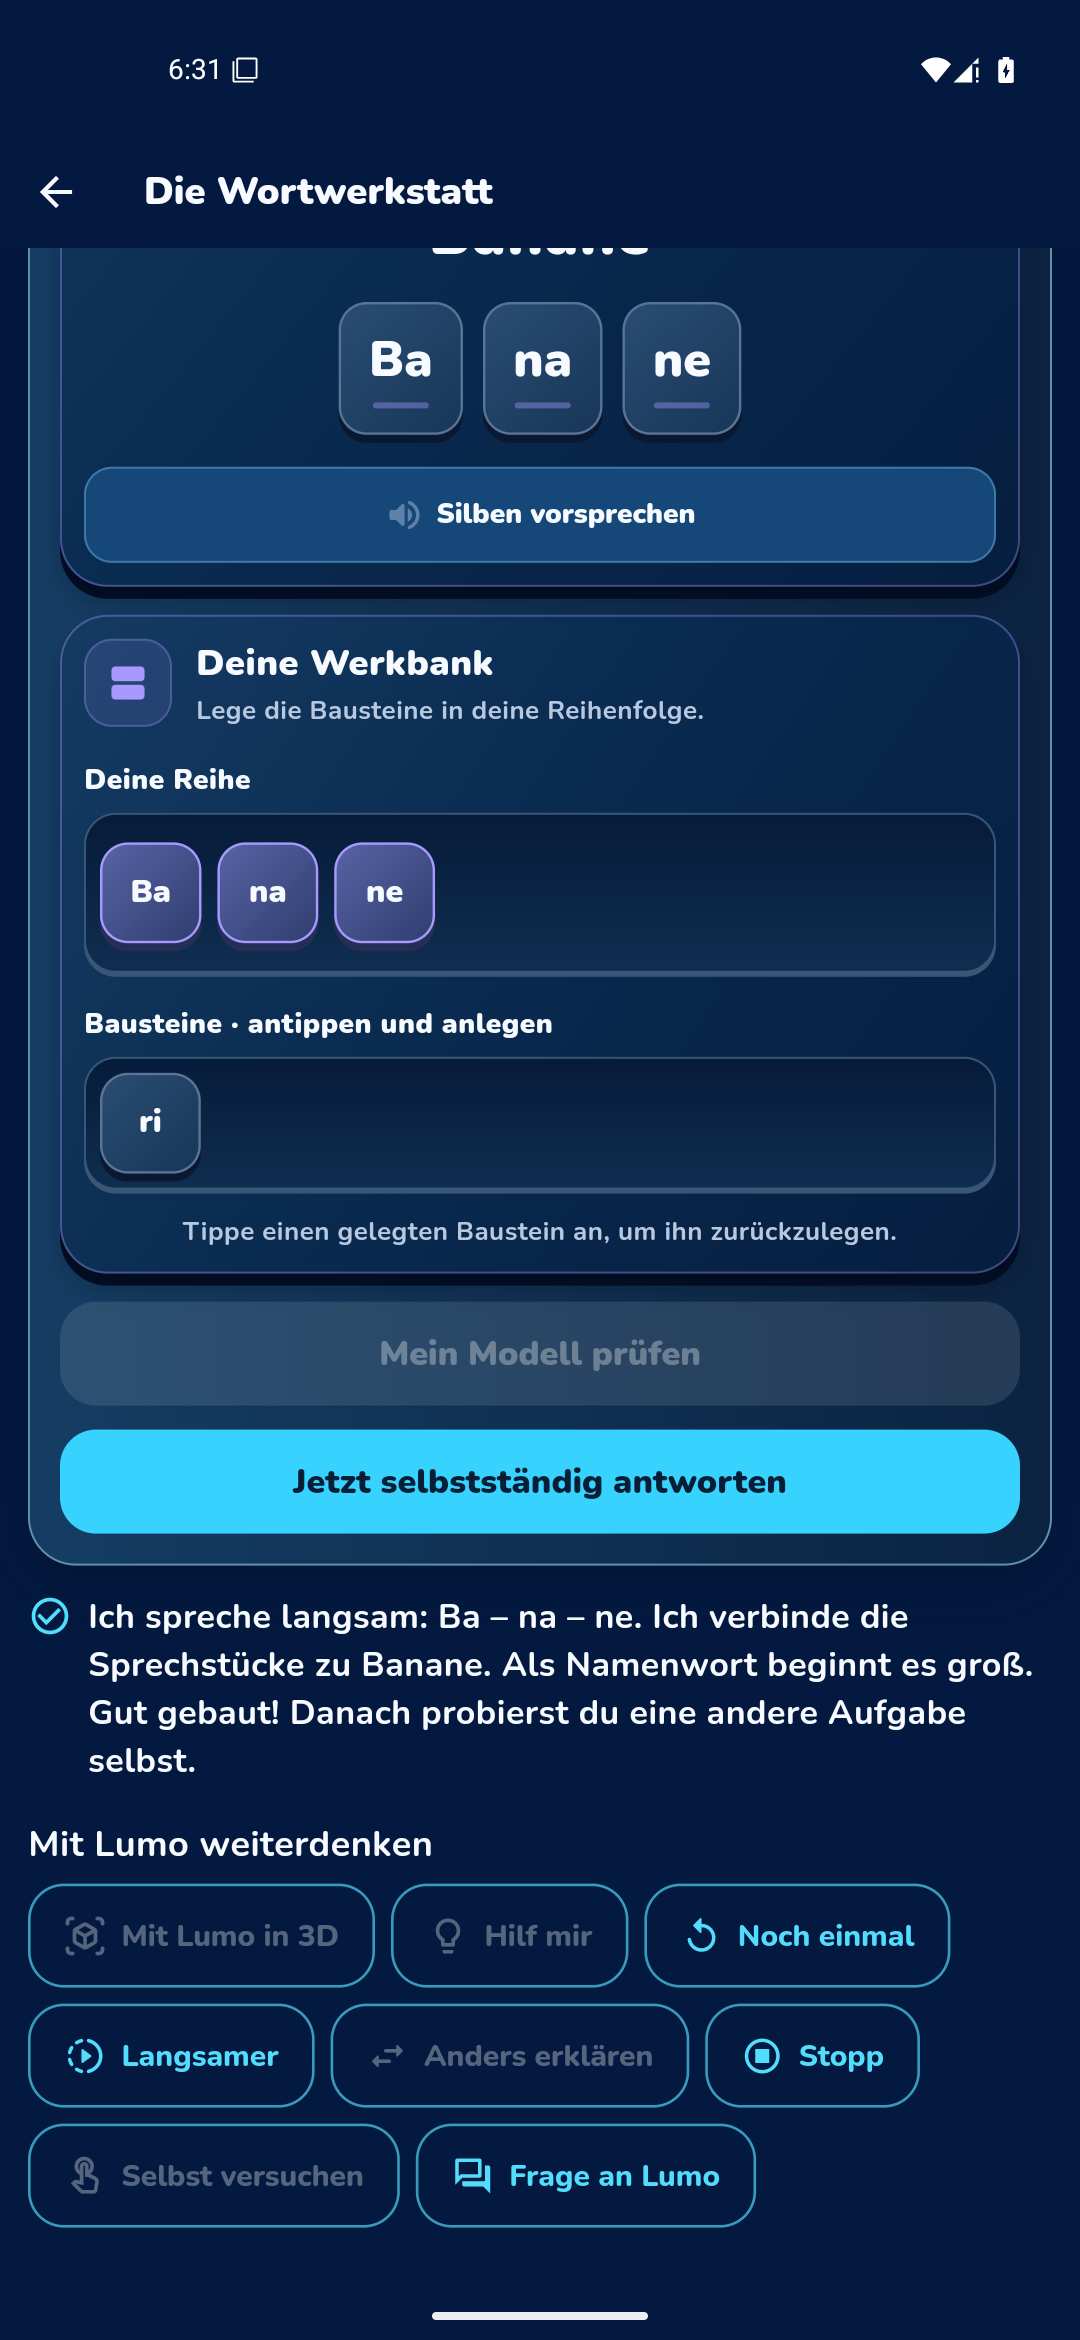 6:31
Die Wortwerkstatt
Ba na ne
Silben vorsprechen
Deine Werkbank
Lege die Bausteine in deine Reihenfolge.
Deine Reihe
Ba na ne
Bausteine · antippen und anlegen
ri
Tippe einen gelegten Baustein an, um ihn zurückzulegen.
Mein Modell prüfen
Jetzt selbstständig antworten
Ich spreche langsam: Ba – na – ne. Ich verbinde die
Sprechstücke zu Banane. Als Namenwort beginnt es groß.
Gut gebaut! Danach probierst du eine andere Aufgabe
selbst.
Mit Lumo weiterdenken
Mit Lumo in 3D Hilf mir Noch einmal
Langsamer Anders erklären Stopp
Selbst versuchen Frage an Lumo